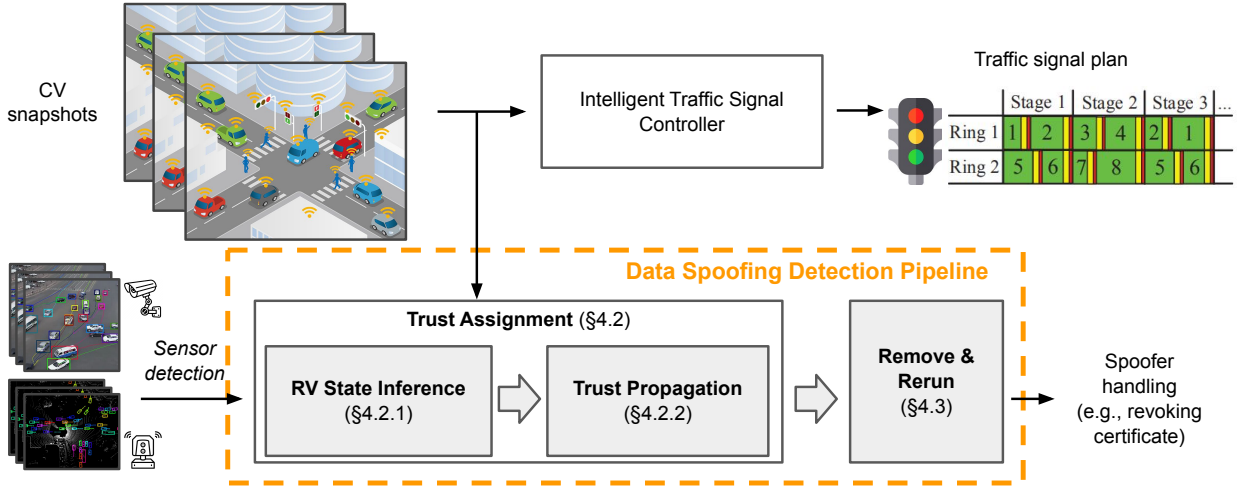 CV
snapshots
Intelligent Traffic Signal
Controller
Traffic signal plan
Stage 1 Stage 2 Stage 3 ...
Ring 1 1 2 3 4 2 1
Ring 2 5 6 7 8 5 6
Data Spoofing Detection Pipeline
Sensor
detection
Trust Assignment (§4.2)
RV State Inference
(§4.2.1)
Trust Propagation
(§4.2.2)
Remove &
Rerun
(§4.3)
Spoofer
handling
(e.g., revoking
certificate)